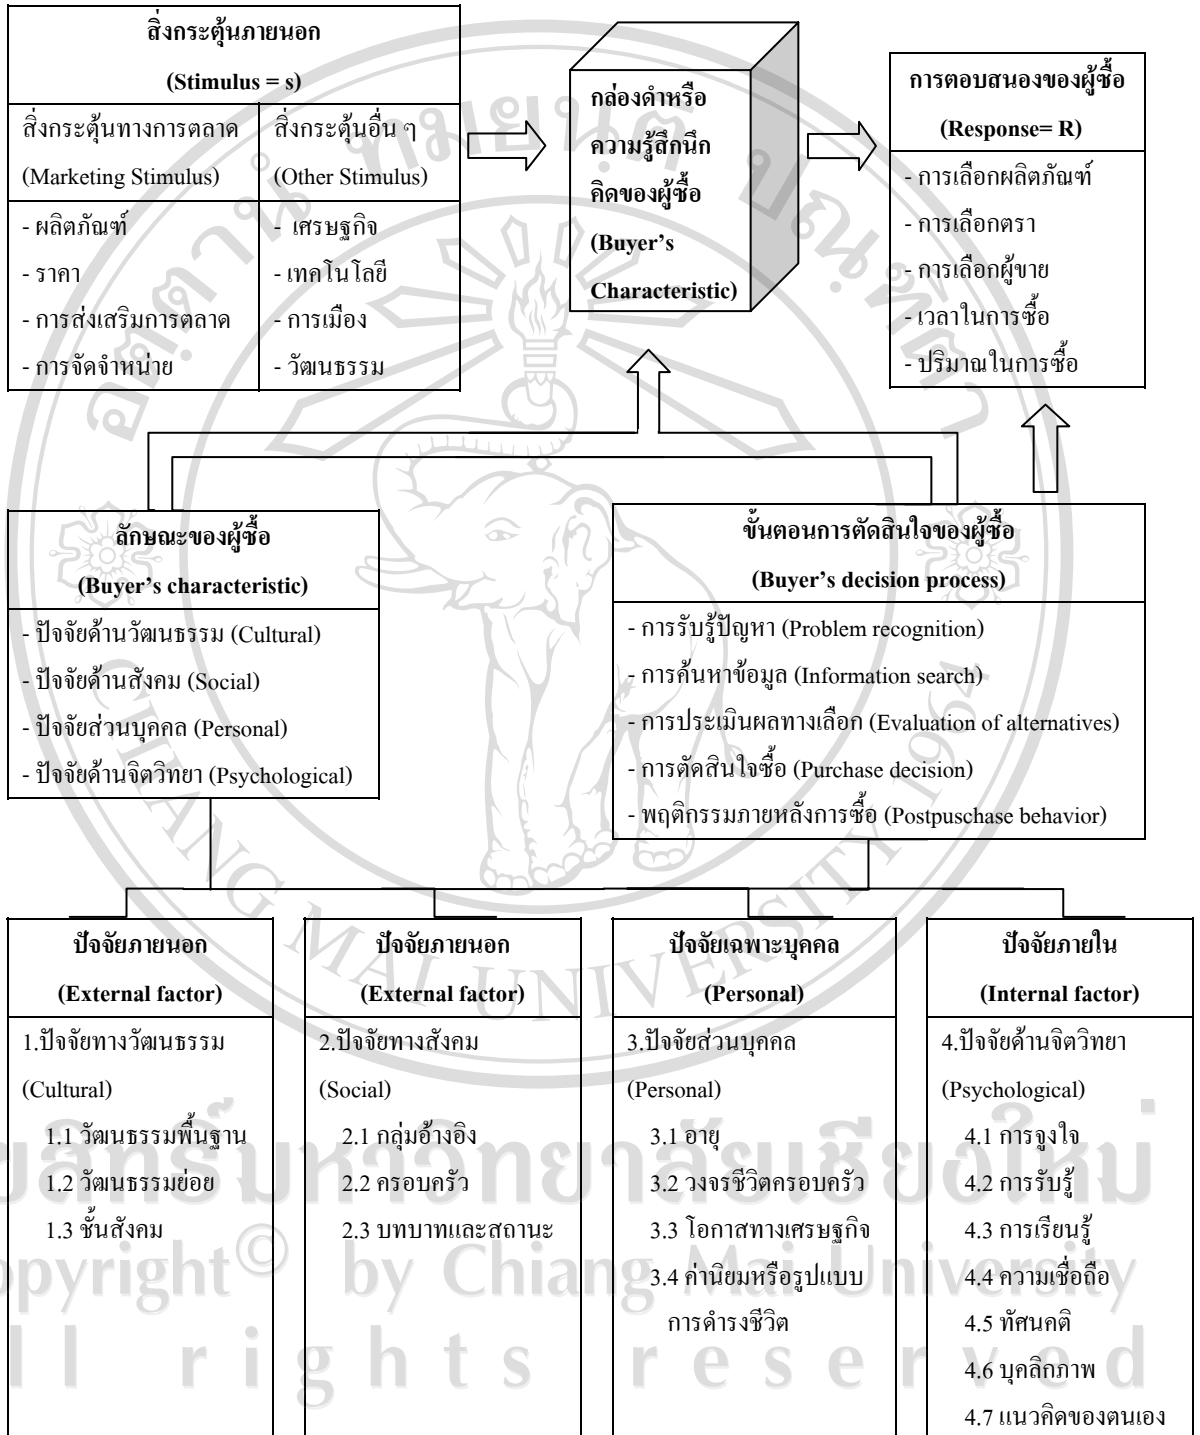 สิ่งกระตุ้นภายนอก
(Stimulus = s)
สิ่งกระตุ้นทางการตลาด
(Marketing Stimulus)
สิ่งกระตุ้นอื่น ๆ
(Other Stimulus)
- ผลิตภัณฑ์
- ราคา
- การส่งเสริมการตลาด
- การจัดจำหน่าย
- เศรษฐกิจ
- เทคโนโลยี
- การเมือง
- วัฒนธรรม
กล่องดำหรือ
ความรู้สึกนึก
คิดของผู้ซื้อ
(Buyer’s
Characteristic)
การตอบสนองของผู้ซื้อ
(Response= R)
- การเลือกผลิตภัณฑ์
- การเลือกตรา
- การเลือกผู้ขาย
- เวลาในการซื้อ
- ปริมาณในการซื้อ
ลักษณะของผู้ซื้อ
(Buyer’s characteristic)
- ปัจจัยด้านวัฒนธรรม (Cultural)
- ปัจจัยด้านสังคม (Social)
- ปัจจัยส่วนบุคคล (Personal)
- ปัจจัยด้านจิตวิทยา (Psychological)
ขั้นตอนการตัดสินใจของผู้ซื้อ
(Buyer’s decision process)
- การรับรู้ปัญหา (Problem recognition)
- การค้นหาข้อมูล (Information search)
- การประเมินผลทางเลือก (Evaluation of alternatives)
- การตัดสินใจซื้อ (Purchase decision)
- พฤติกรรมภายหลังการซื้อ (Postpuschase behavior)
ปัจจัยภายนอก
(External factor)
1.ปัจจัยทางวัฒนธรรม
(Cultural)
1.1 วัฒนธรรมพื้นฐาน
1.2 วัฒนธรรมย่อย
1.3 ชั้นสังคม
ปัจจัยภายนอก
(External factor)
2.ปัจจัยทางสังคม
(Social)
2.1 กลุ่มอ้างอิง
2.2 ครอบครัว
2.3 บทบาทและสถานะ
ปัจจัยเฉพาะบุคคล
(Personal)
3.ปัจจัยส่วนบุคคล
(Personal)
3.1 อายุ
3.2 วงจรชีวิตครอบครัว
3.3 โอกาสทางเศรษฐกิจ
3.4 ค่านิยมหรือรูปแบบ
การดำรงชีวิต
ปัจจัยภายใน
(Internal factor)
4.ปัจจัยด้านจิตวิทยา
(Psychological)
4.1 การจูงใจ
4.2 การรับรู้
4.3 การเรียนรู้
4.4 ความเชื่อถือ
4.5 ทัศนคติ
4.6 บุคลิกภาพ
4.7 แนวคิดของตนเอง
CHIANG MAI UNIVERSITY 1964
มหาวิทยาลัยเชียงใหม่
© by Chiang Mai University
rights reserved